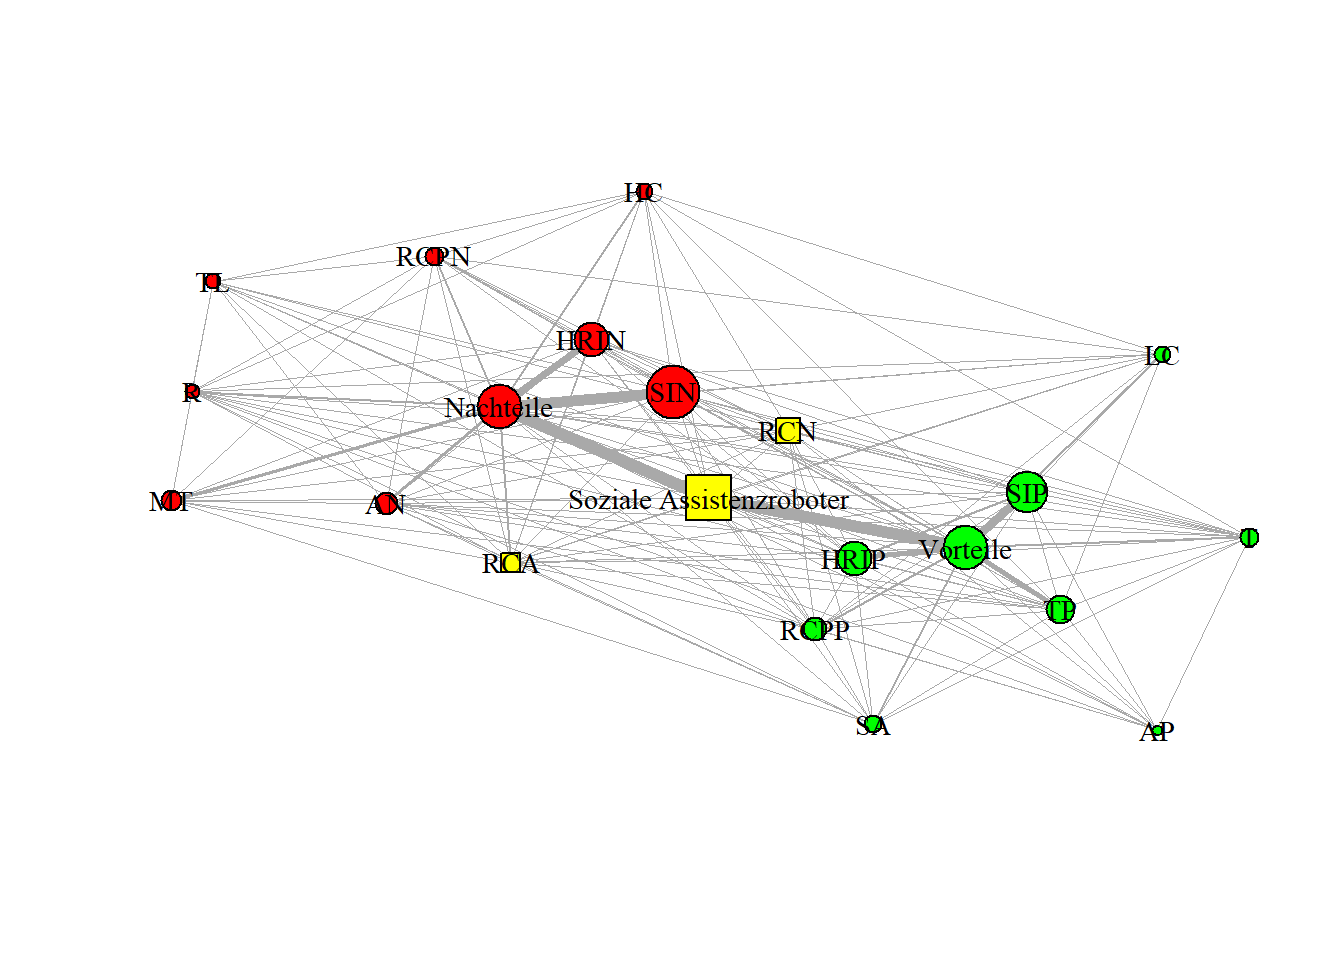 HC
RCPN
TL
HRIN
LC
R
SIN
Nachteile
RCN
SIP
MT
AN
Soziale Assistenzroboter
I
Vorteile
HRIP
RCA
TP
RCPP
SA
AP